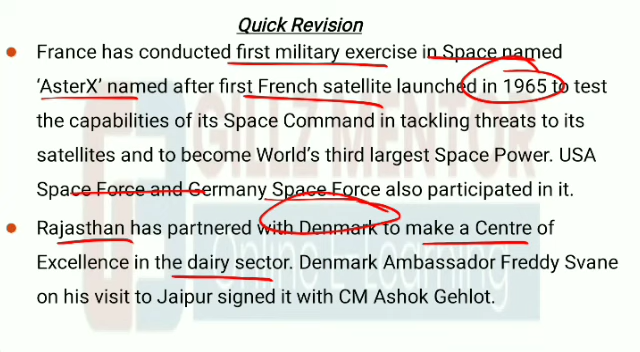 Quick Revision
France has conducted first military exercise in Space named
‘AsterX’ named after first French satellite launched in 1965 to test
the capabilities of its Space Command in tackling threats to its
satellites and to become World’s third largest Space Power. USA
Space Force and Germany Space Force also participated in it.
Rajasthan has partnered with Denmark to make a Centre of
Excellence in the dairy sector. Denmark Ambassador Freddy Svane
on his visit to Jaipur signed it with CM Ashok Gehlot.
GILLZ MENTOR
Online E-Learning